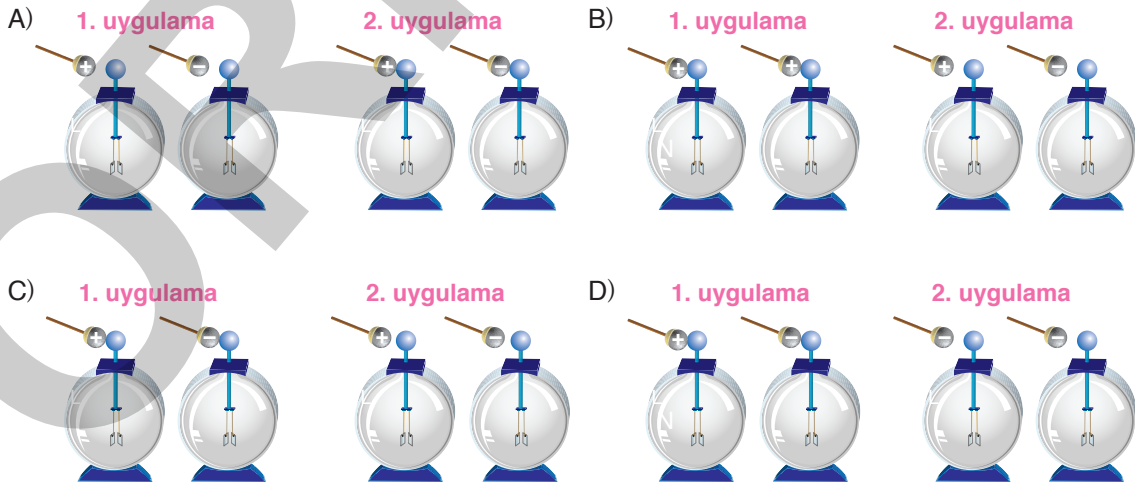 A) 1. uygulama 2. uygulama
+ - + -
B) 1. uygulama 2. uygulama
+ + + -
C) 1. uygulama 2. uygulama
+ - + -
D) 1. uygulama 2. uygulama
+ - - -